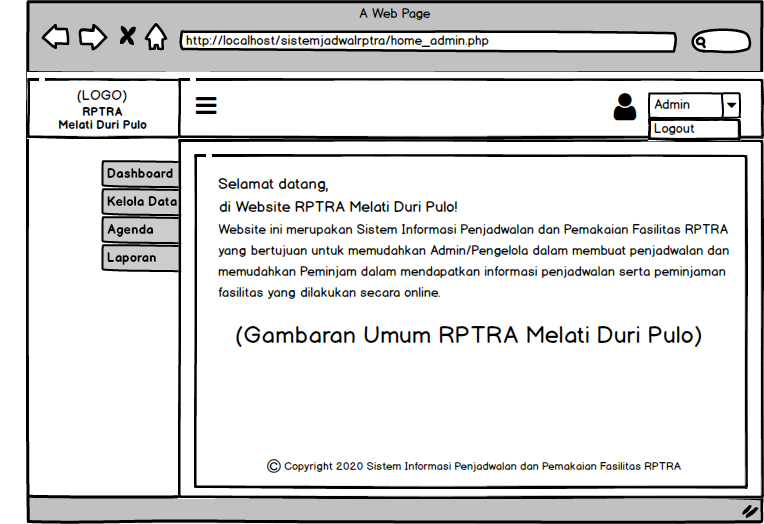 A Web Page
http://localhost/sistemjadwalrptra/home_admin.php
(LOGO)
RPTRA
Melati Duri Pulo
Admin
Logout
Dashboard
Kelola Data
Agenda
Laporan
Selamat datang,
di Website RPTRA Melati Duri Pulo!
Website ini merupakan Sistem Informasi Penjadwalan dan Pemakaian Fasilitas RPTRA
yang bertujuan untuk memudahkan Admin/Pengelola dalam membuat penjadwalan dan
memudahkan Peminjam dalam mendapatkan informasi penjadwalan serta peminjaman
fasilitas yang dilakukan secara online.
(Gambaran Umum RPTRA Melati Duri Pulo)
© Copyright 2020 Sistem Informasi Penjadwalan dan Pemakaian Fasilitas RPTRA